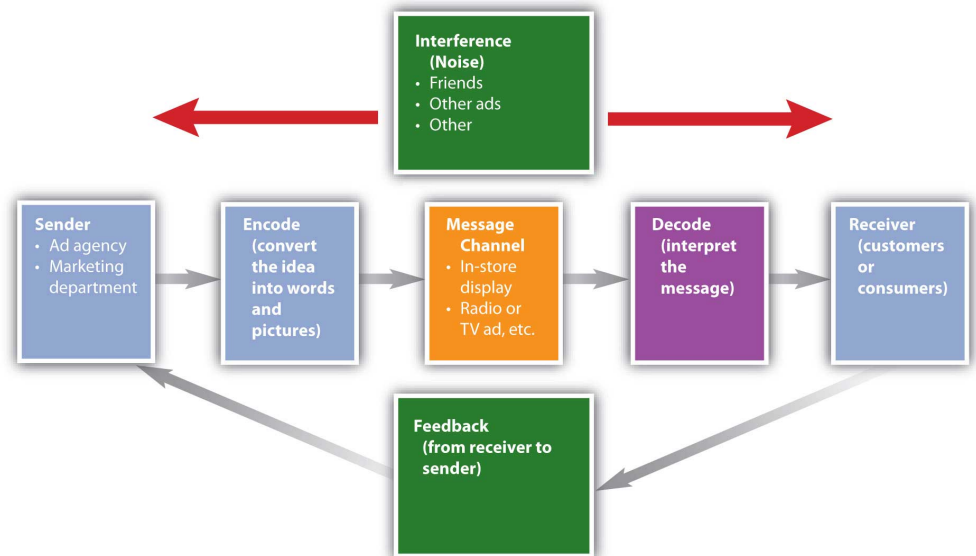 Interference
(Noise)
• Friends
• Other ads
• Other
Sender
• Ad agency
• Marketing
department
Encode
(convert
the idea
into words
and
pictures)
Message
Channel
• In-store
display
• Radio or
TV ad, etc.
Decode
(interpret
the
message)
Receiver
(customers
or
consumers)
Feedback
(from receiver to
sender)